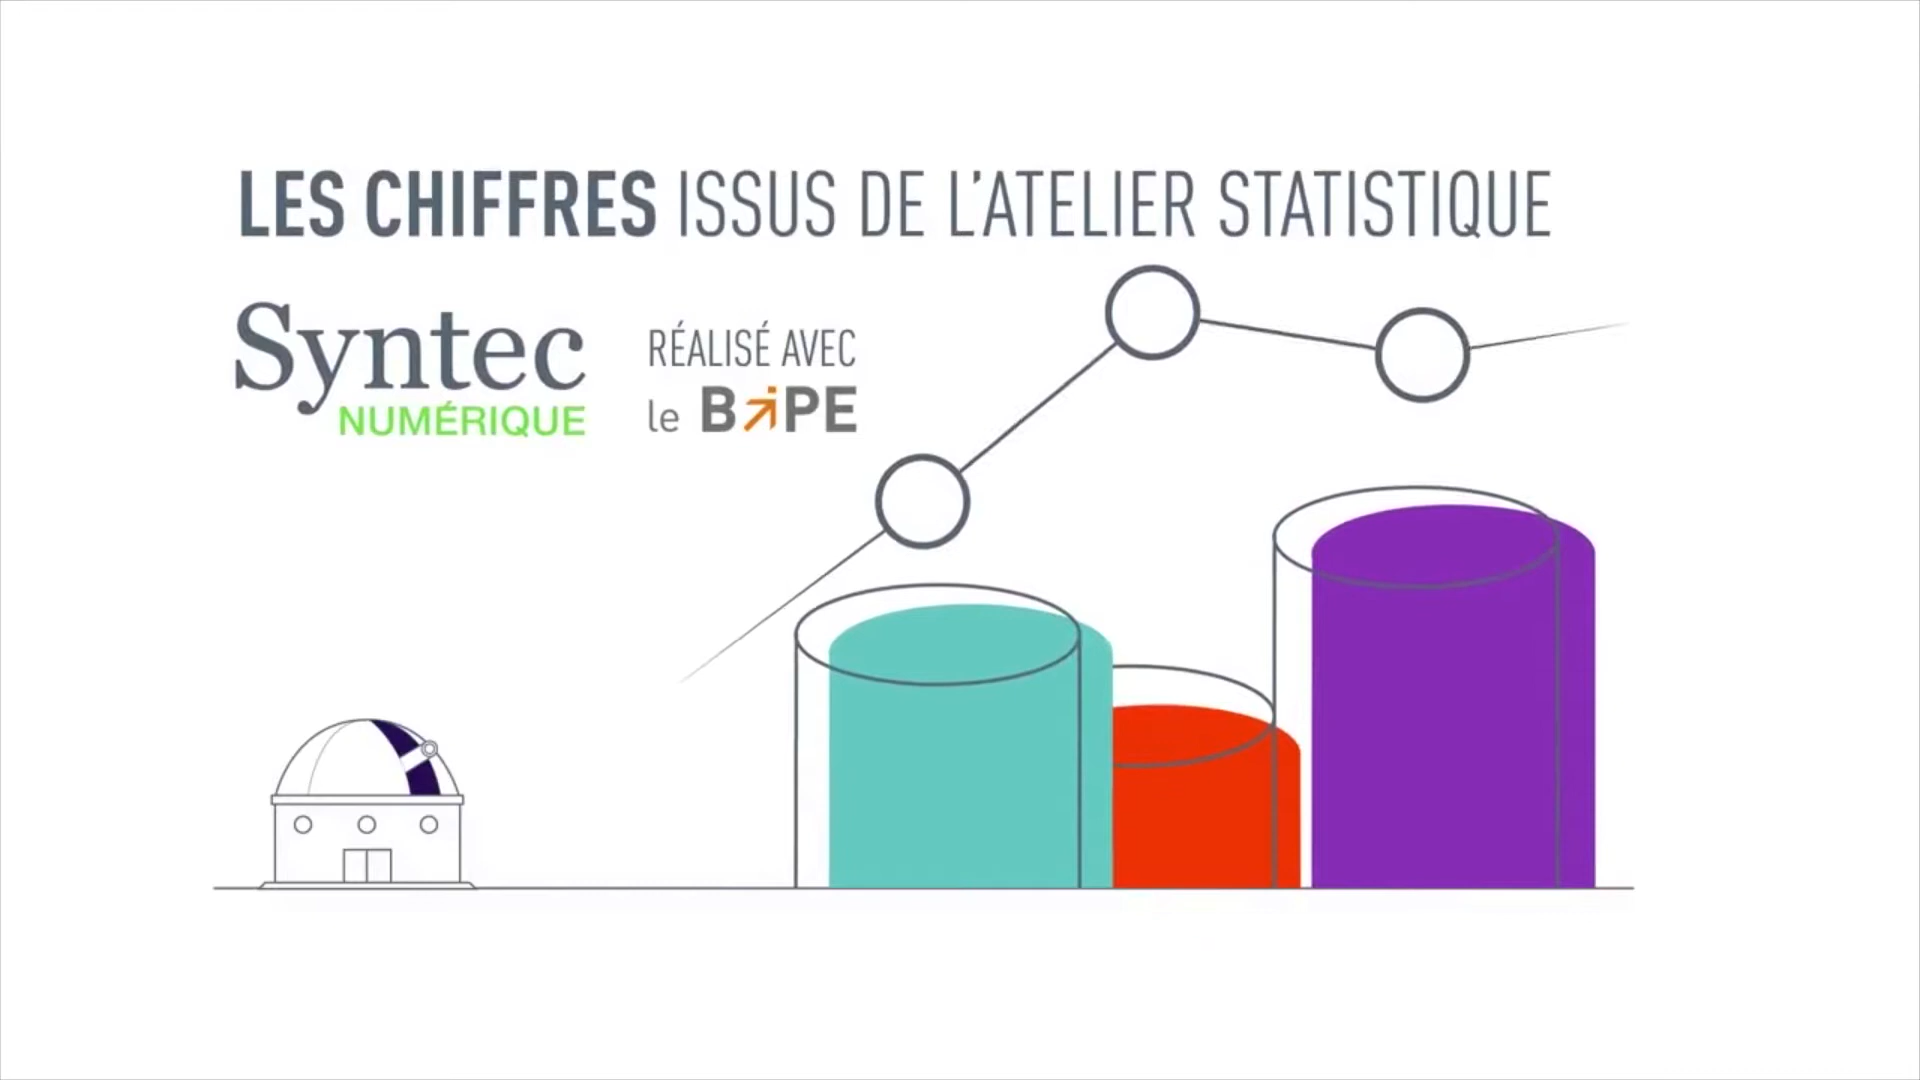 LES CHIFFRES ISSUS DE L'ATELIER STATISTIQUE
Syntec
NUMÉRIQUE
RÉALISÉ AVEC
le BiPE